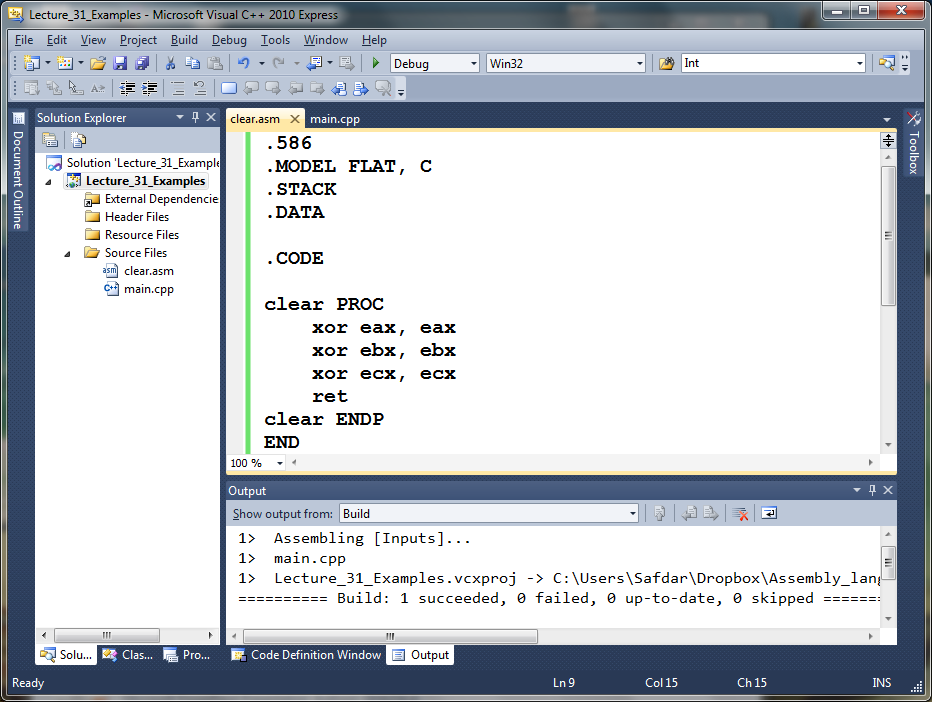 Lecture_31_Examples - Microsoft Visual C++ 2010 Express
File Edit View Project Build Debug Tools Window Help
Debug Win32 Int
Document Outline
Solution Explorer
Solution 'Lecture_31_Example
Lecture_31_Examples
External Dependencie
Header Files
Resource Files
Source Files
asm clear.asm
C++ main.cpp
Solu... Clas... Pro...
clear.asm main.cpp
.586
.MODEL FLAT, C
.STACK
.DATA
.CODE
clear PROC
xor eax, eax
xor ebx, ebx
xor ecx, ecx
ret
clear ENDP
END
100 %
Toolbox
Output
Show output from: Build
1> Assembling [Inputs]...
1> main.cpp
1> Lecture_31_Examples.vcxproj -> C:\Users\Safdar\Dropbox\Assembly_lang
========== Build: 1 succeeded, 0 failed, 0 up-to-date, 0 skipped =======
Code Definition Window Output
Ready Ln 9 Col 15 Ch 15 INS